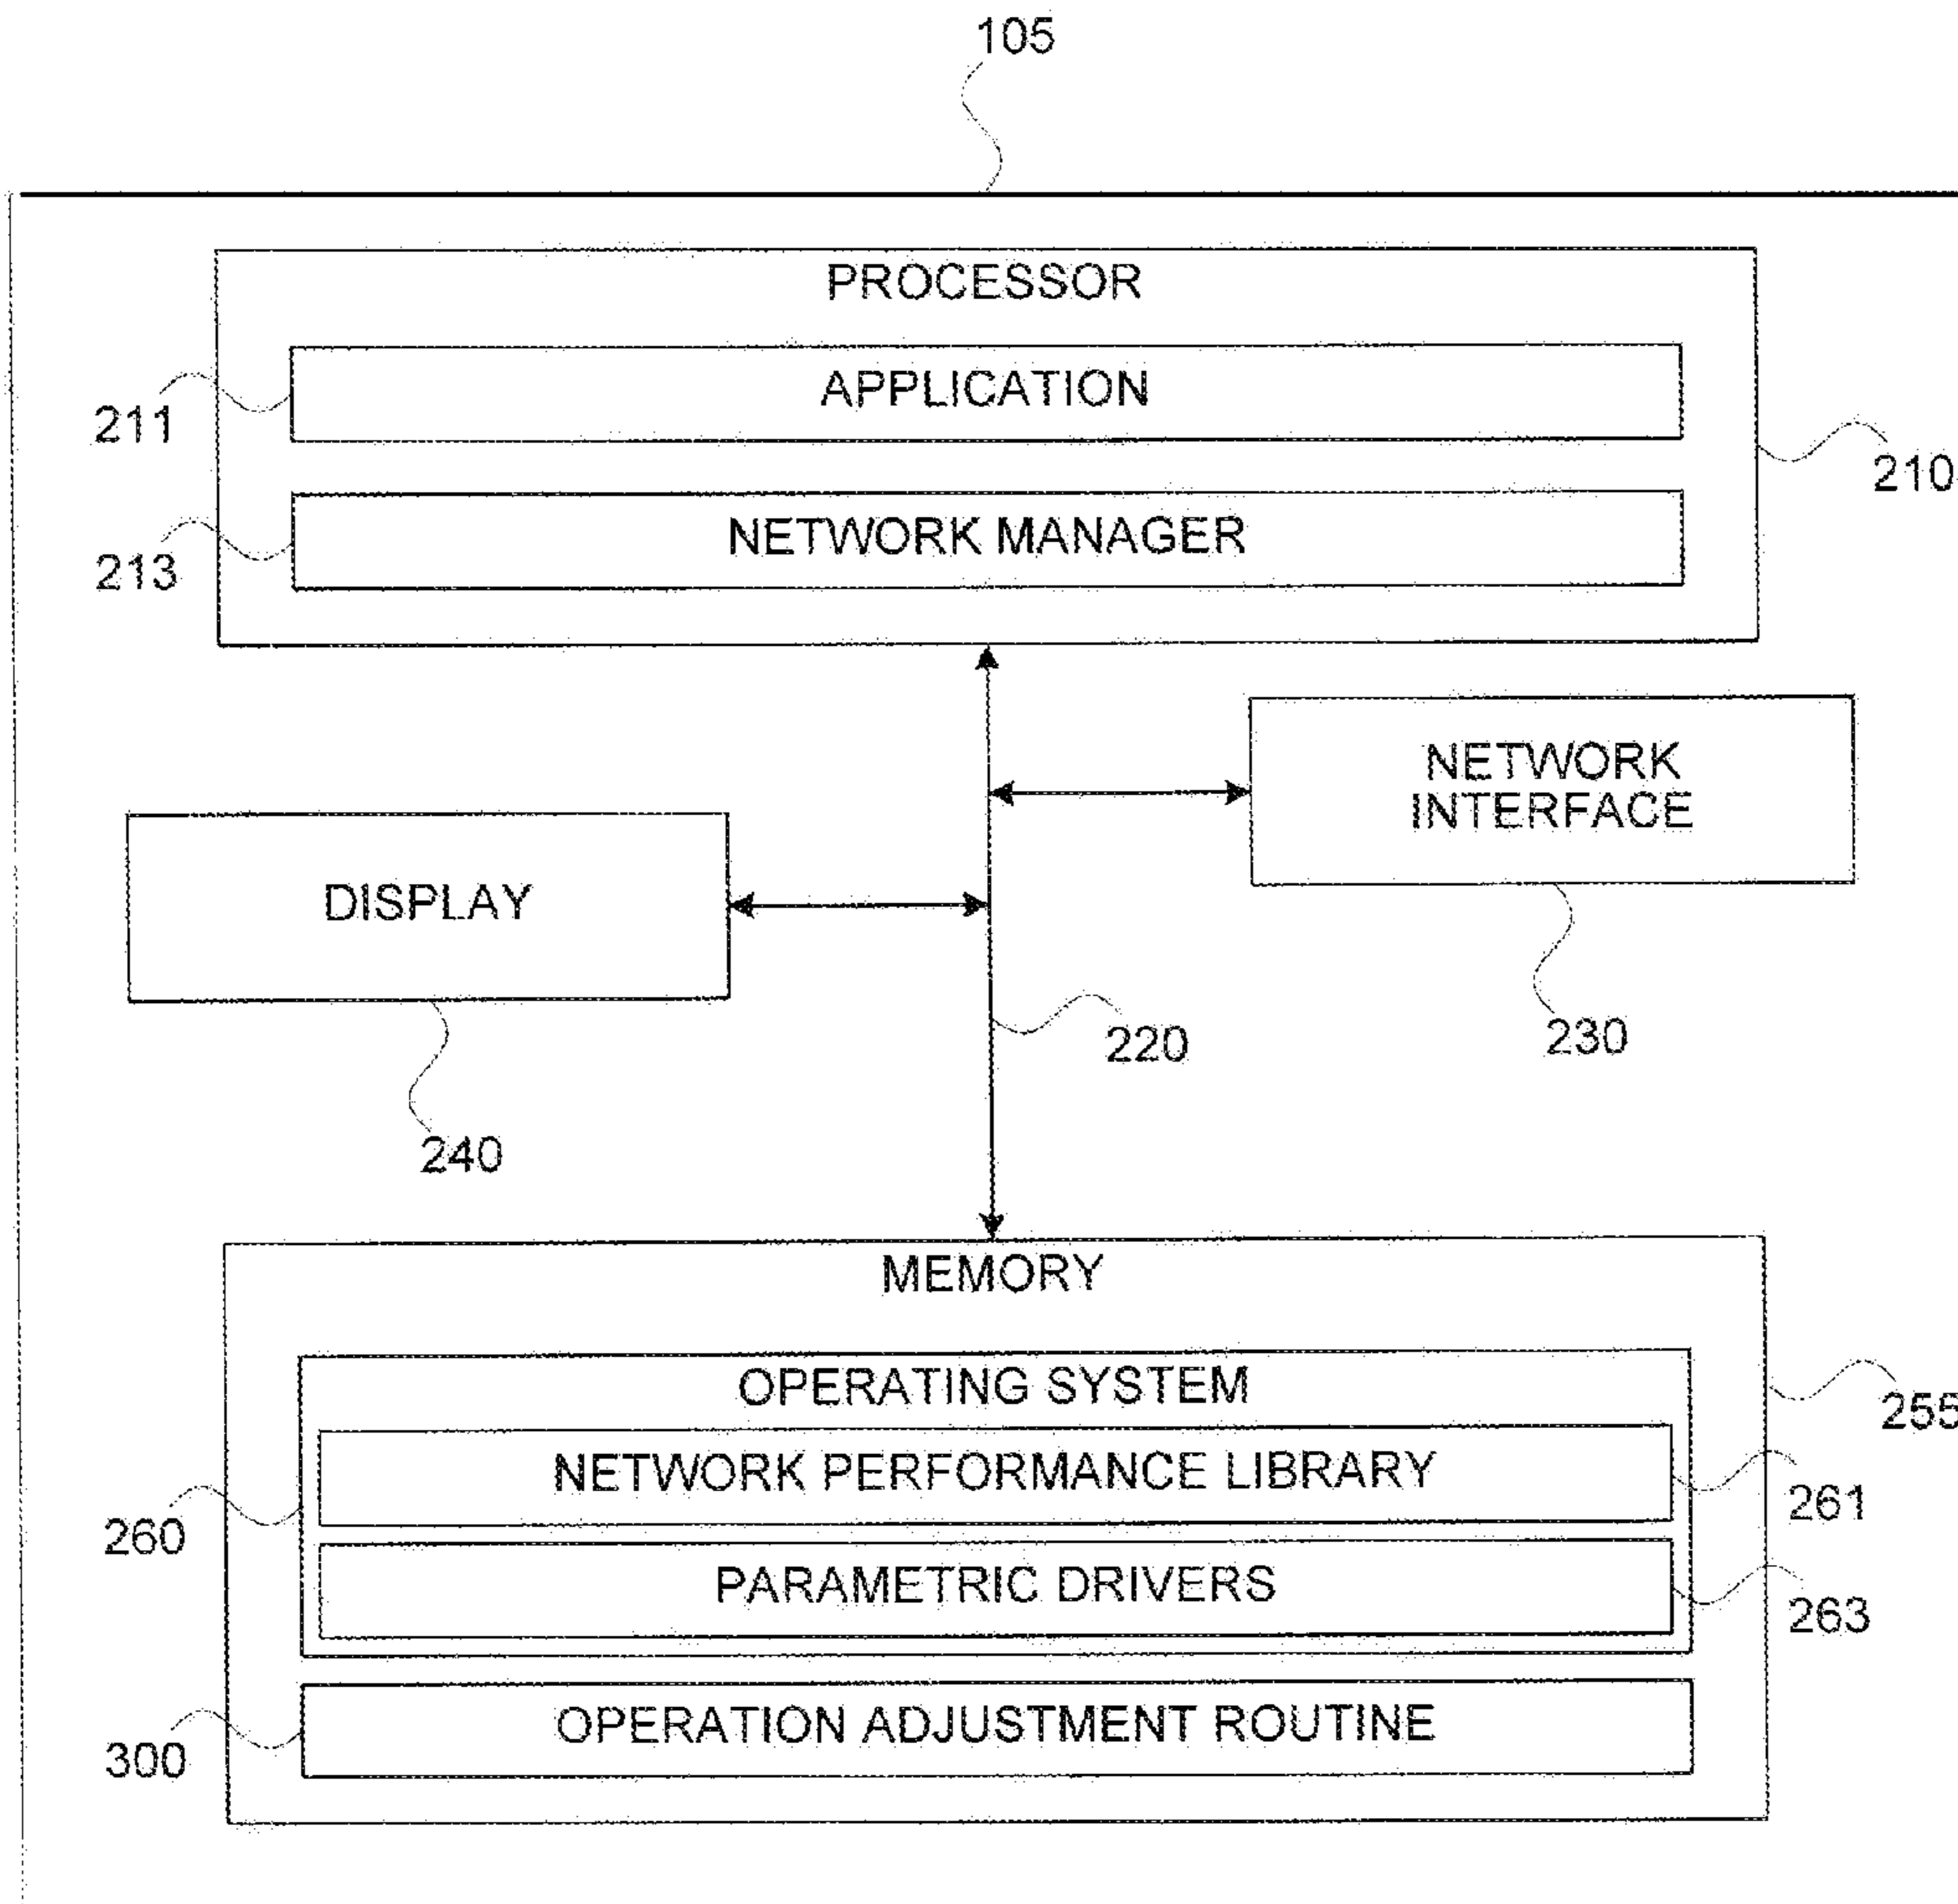 105
PROCESSOR
APPLICATION
211
210
NETWORK MANAGER
213
NETWORK
INTERFACE
DISPLAY
220
230
240
MEMORY
OPERATING SYSTEM
255
NETWORK PERFORMANCE LIBRARY
260
261
PARAMETRIC DRIVERS
263
OPERATION ADJUSTMENT ROUTINE
300